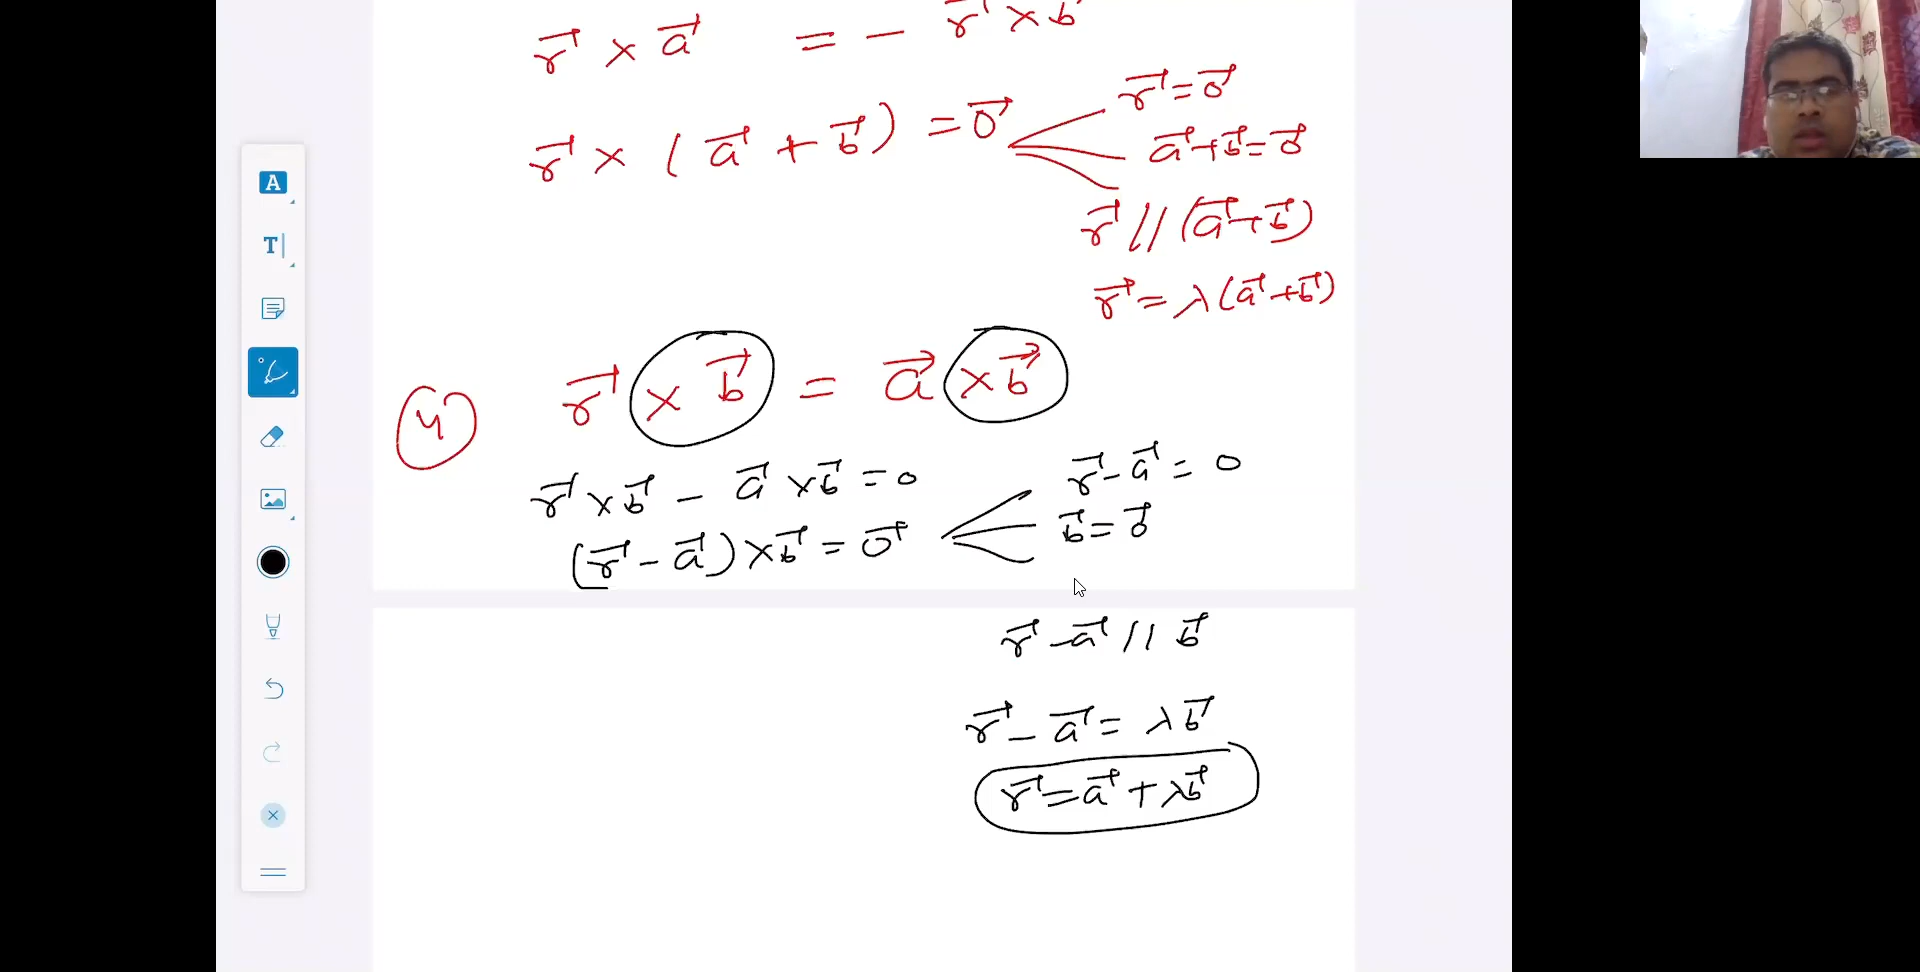 r⃗ × a⃗ = − r⃗ × b⃗
r⃗ = 0⃗
r⃗ × (a⃗ + b⃗) = 0⃗
a⃗ + b⃗ = 0⃗
r⃗ // (a⃗ + b⃗)
r⃗ = λ(a⃗ + b⃗)
(4) r⃗ × b⃗ = a⃗ × b⃗
r⃗ × b⃗ − a⃗ × b⃗ = 0
r⃗ − a⃗ = 0
(r⃗ − a⃗) × b⃗ = 0⃗
b⃗ = 0⃗
r⃗ − a⃗ // b⃗
r⃗ − a⃗ = λb⃗
r⃗ = a⃗ + λb⃗
A
T